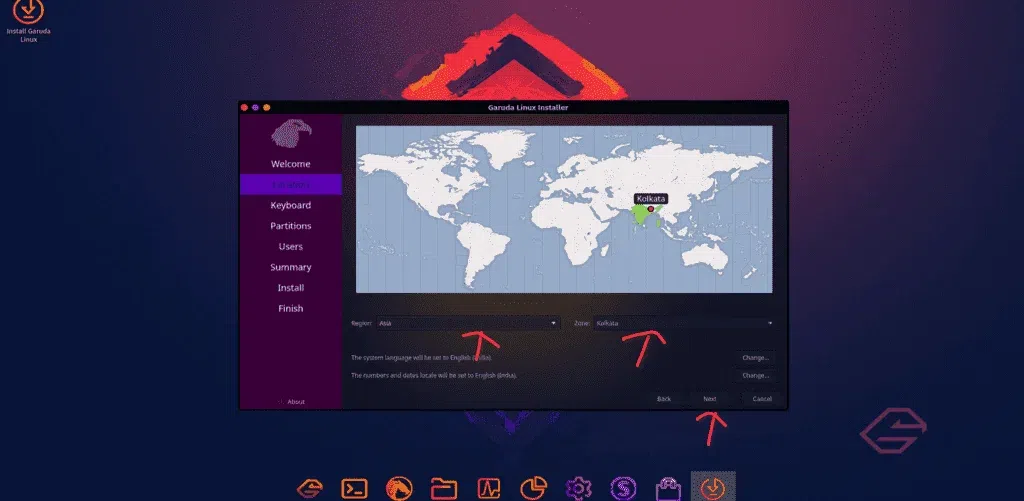 Install Garuda
Linux
Garuda Linux Installer
Welcome
Location
Keyboard
Partitions
Users
Summary
Install
Finish
About
Kolkata
Region: Asia
Zone: Kolkata
The system language will be set to English (India).
Change...
The numbers and dates locale will be set to English (India).
Change...
Back
Next
Cancel